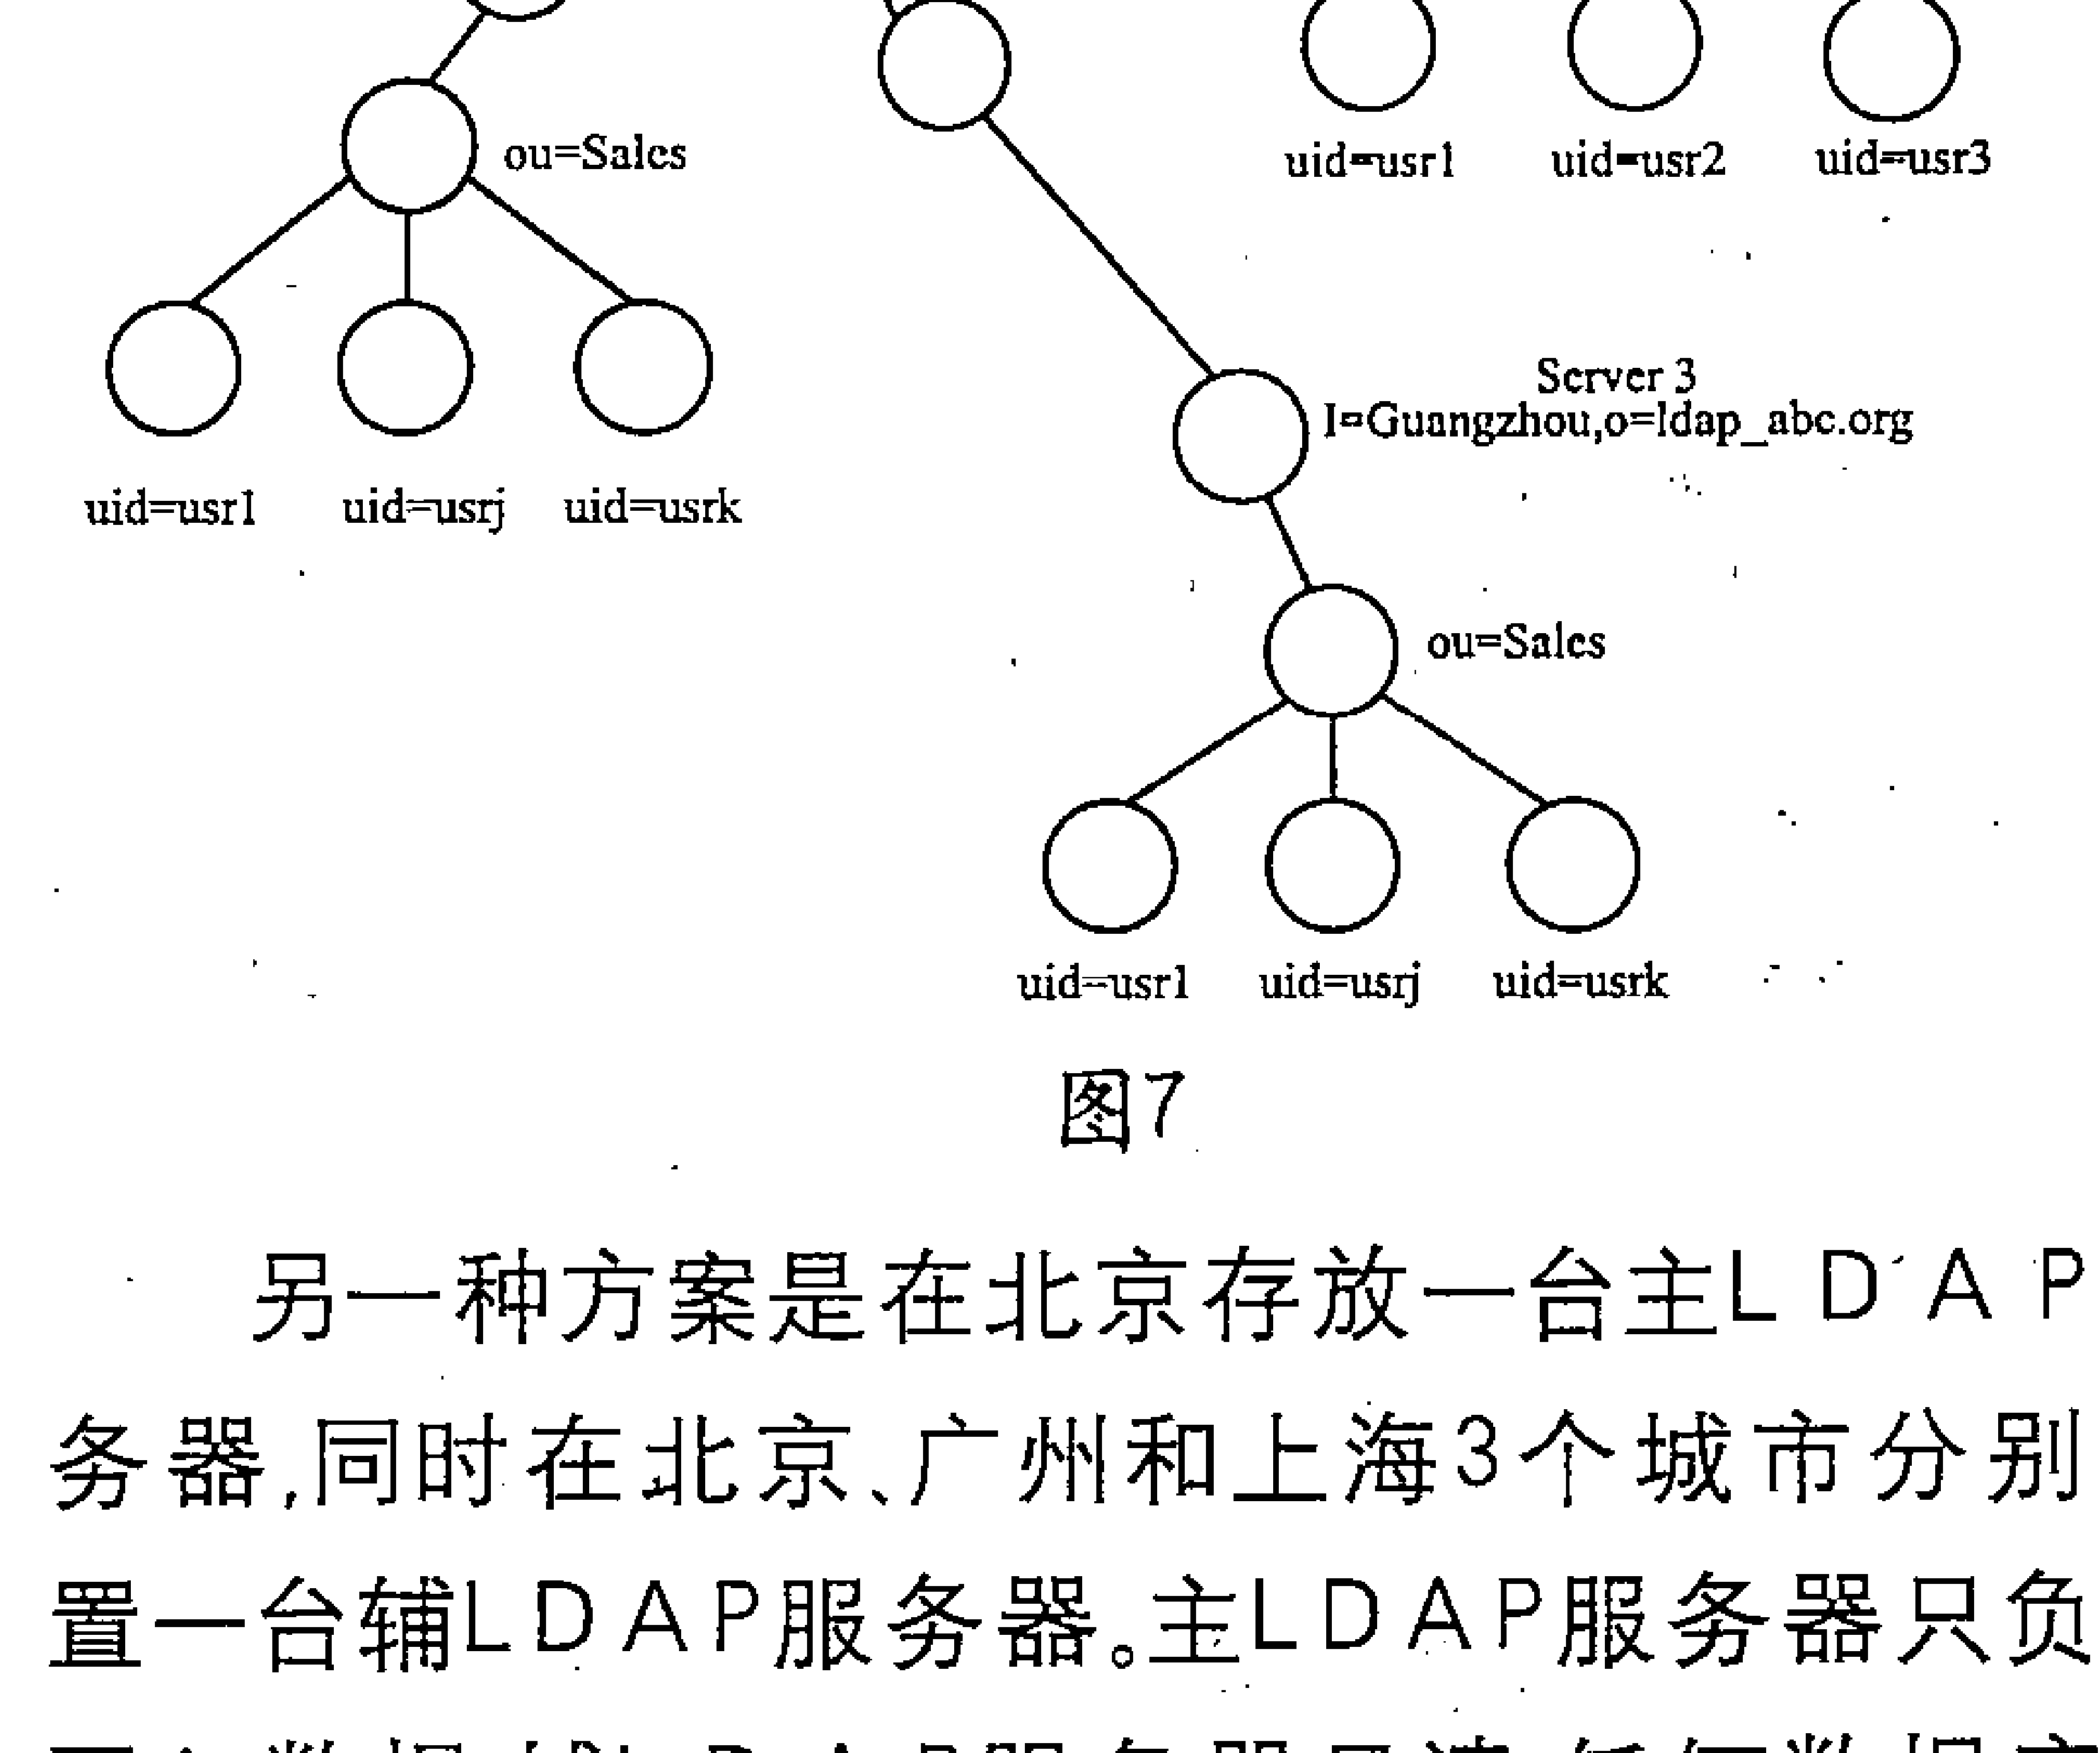 ou=Sales
uid=usr1 uid=usr2 uid=usr3
Server 3
l=Guangzhou,o=ldap_abc.org
uid=usr1 uid=usrj uid=usrk
ou=Sales
uid=usr1 uid=usrj uid=usrk
图7
另一种方案是在北京存放一台主LDAP
务器,同时在北京、广州和上海3个城市分别
置一台辅LDAP服务器。主LDAP服务器只负